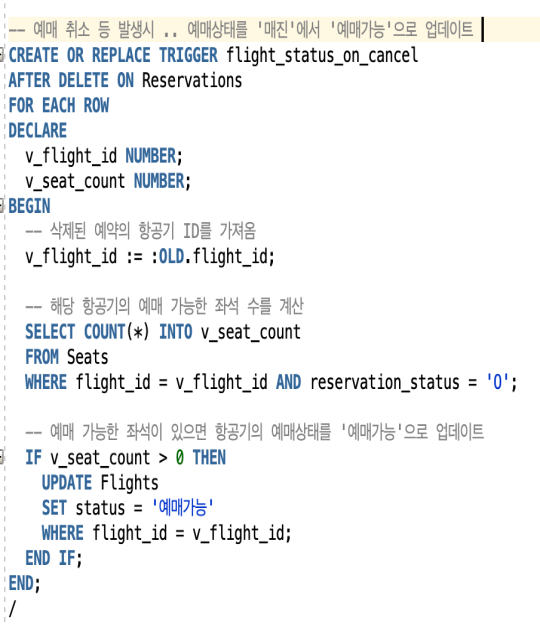 -- 예매 취소 등 발생시 .. 예매상태를 '매진'에서 '예매가능'으로 업데이트
CREATE OR REPLACE TRIGGER flight_status_on_cancel
AFTER DELETE ON Reservations
FOR EACH ROW
DECLARE
  v_flight_id NUMBER;
  v_seat_count NUMBER;
BEGIN
  -- 삭제된 예약의 항공기 ID를 가져옴
  v_flight_id := :OLD.flight_id;

  -- 해당 항공기의 예매 가능한 좌석 수를 계산
  SELECT COUNT(*) INTO v_seat_count
  FROM Seats
  WHERE flight_id = v_flight_id AND reservation_status = 'O';

  -- 예매 가능한 좌석이 있으면 항공기의 예매상태를 '예매가능'으로 업데이트
  IF v_seat_count > 0 THEN
    UPDATE Flights
    SET status = '예매가능'
    WHERE flight_id = v_flight_id;
  END IF;
END;
/